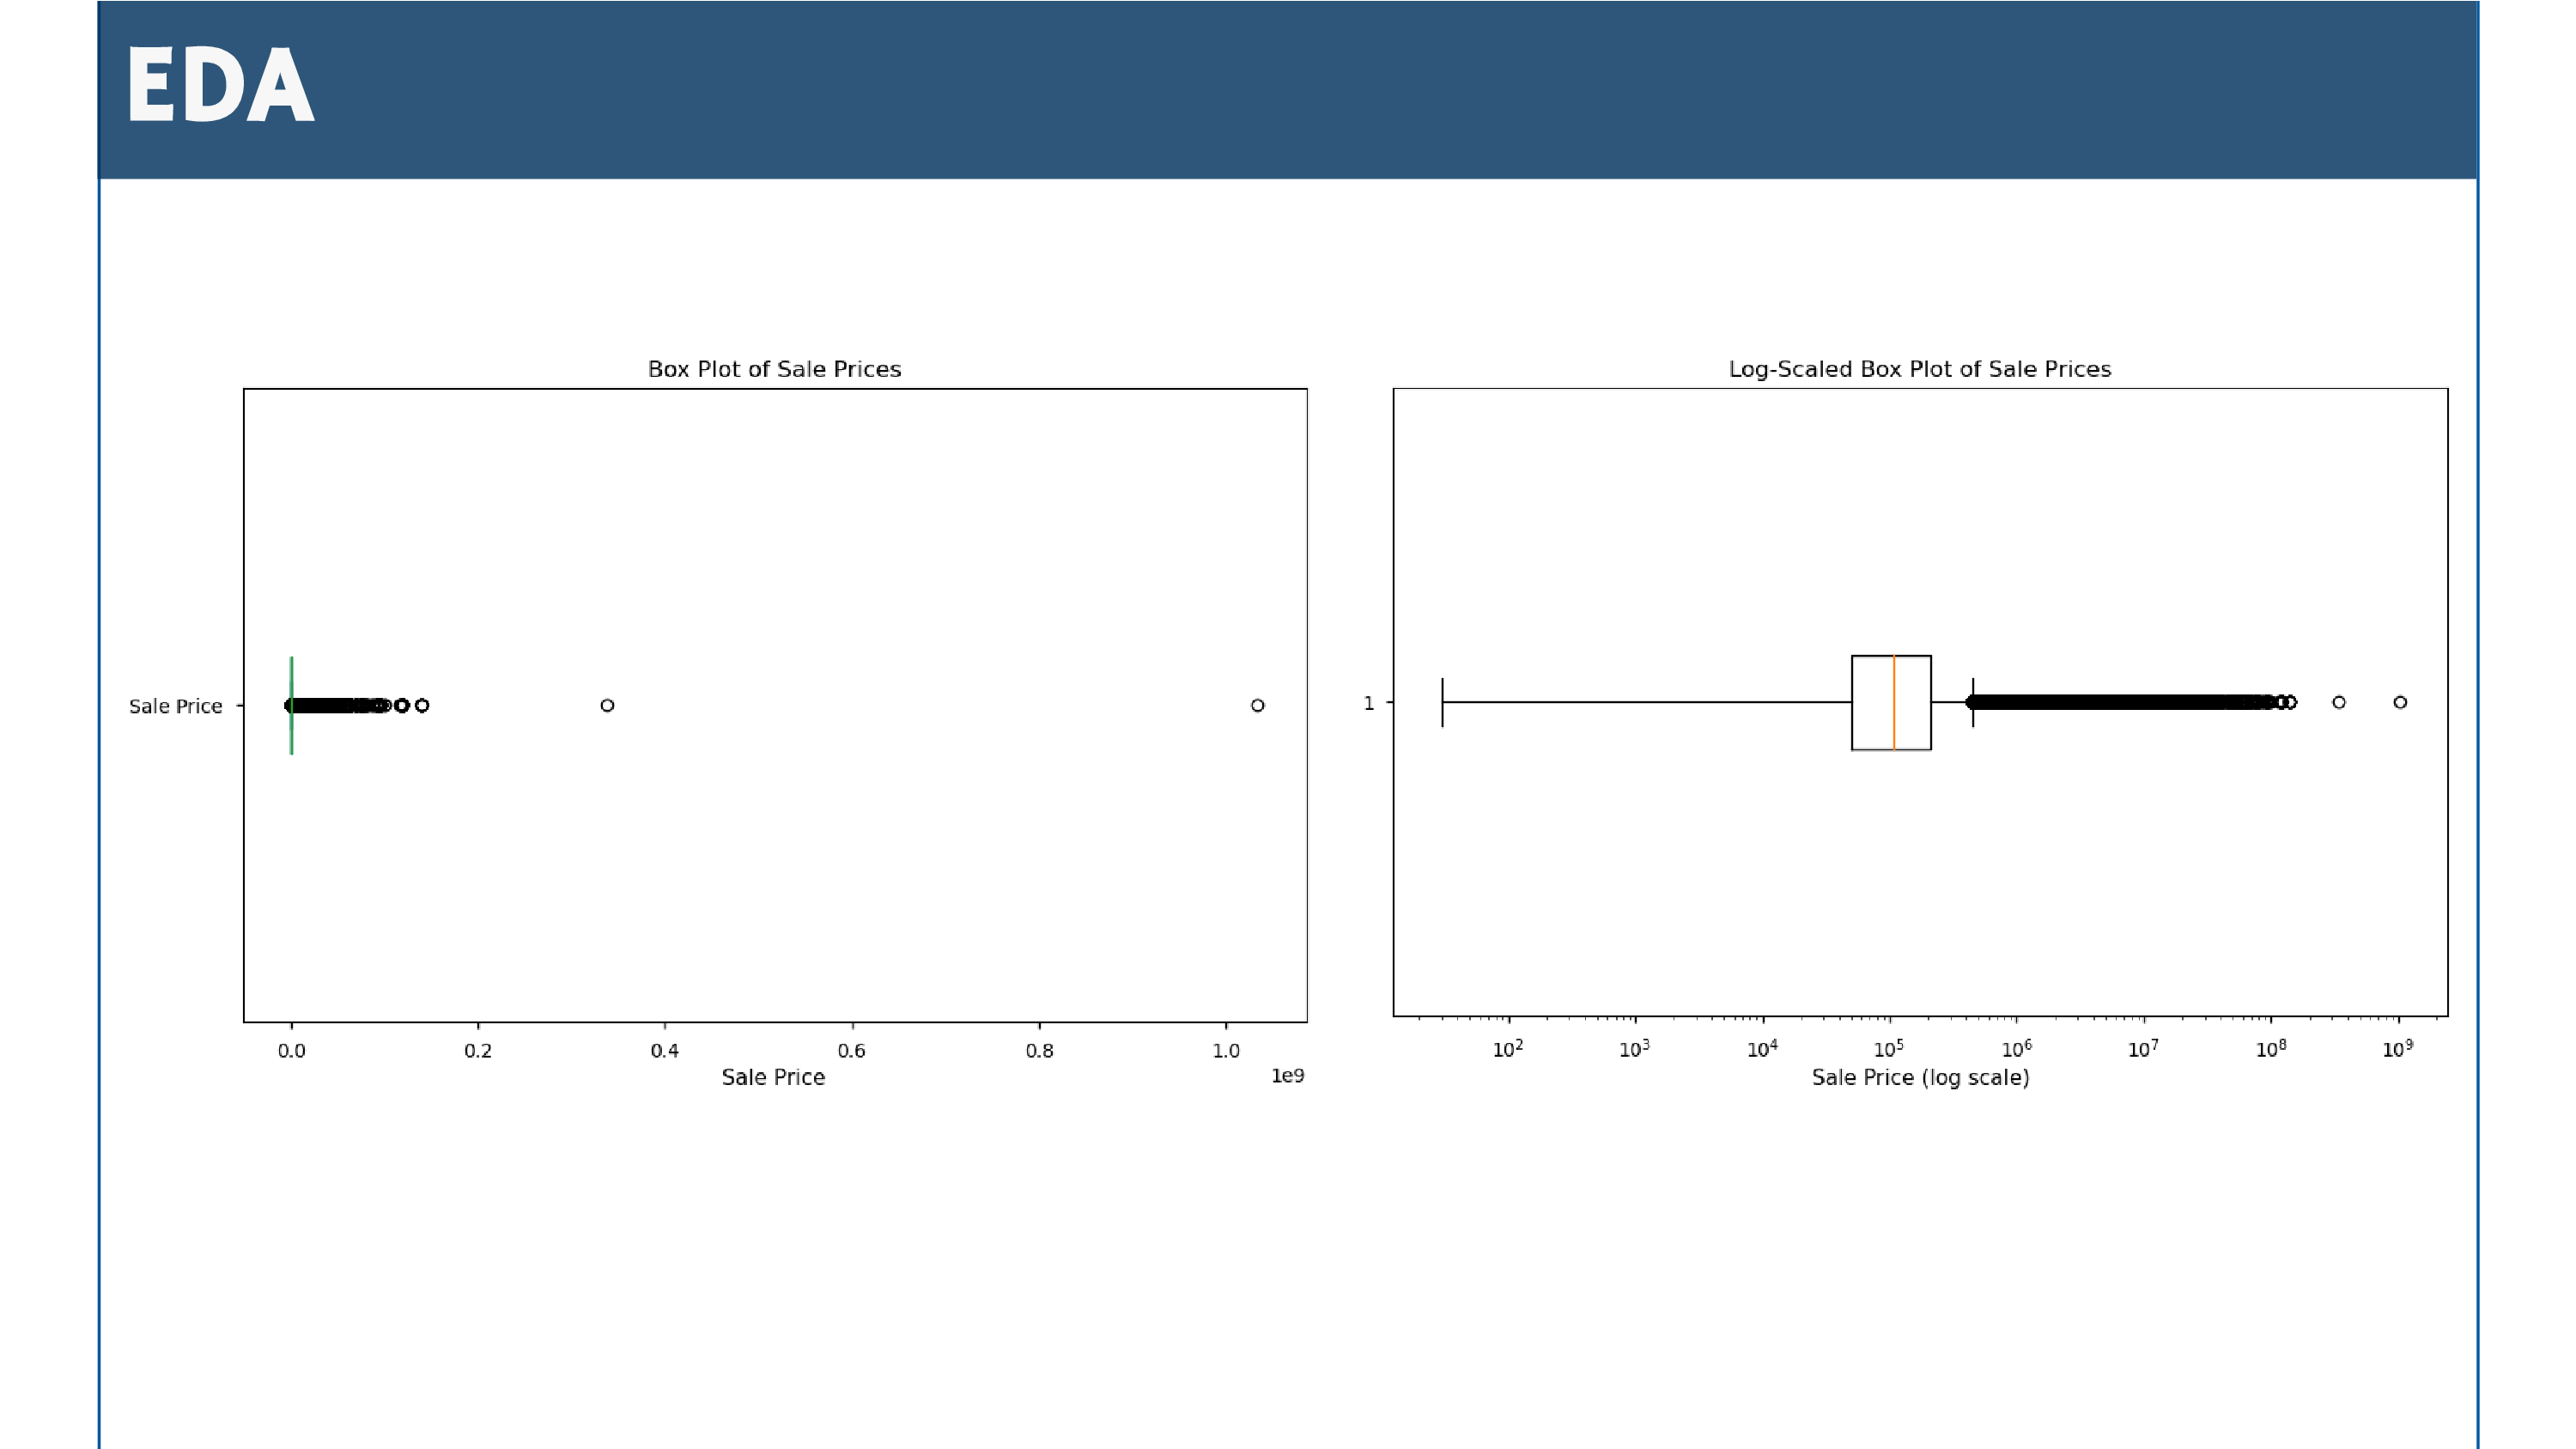 EDA
Box Plot of Sale Prices
Sale Price
0.0 0.2 0.4 0.6 0.8 1.0
1e9
Sale Price
Log-Scaled Box Plot of Sale Prices
1
10² 10³ 10⁴ 10⁵ 10⁶ 10⁷ 10⁸ 10⁹
Sale Price (log scale)